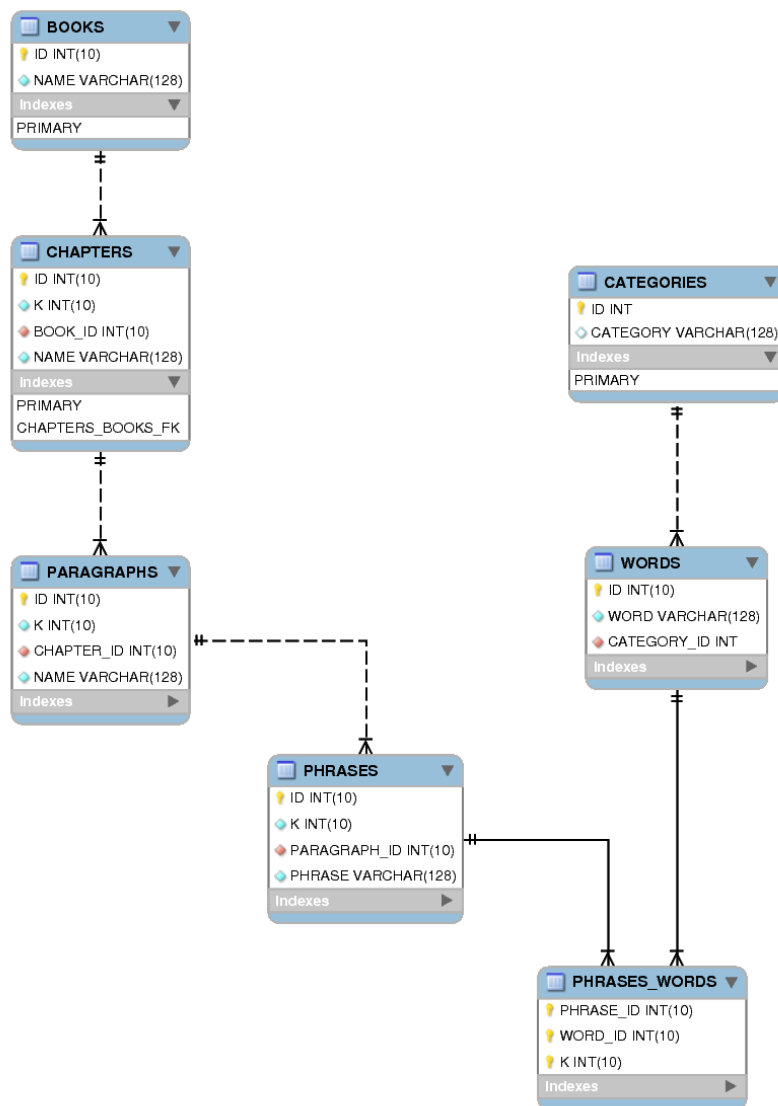 BOOKS
ID INT(10)
NAME VARCHAR(128)
Indexes
PRIMARY
CHAPTERS
ID INT(10)
K INT(10)
BOOK_ID INT(10)
NAME VARCHAR(128)
Indexes
PRIMARY
CHAPTERS_BOOKS_FK
CATEGORIES
ID INT
CATEGORY VARCHAR(128)
Indexes
PRIMARY
PARAGRAPHS
ID INT(10)
K INT(10)
CHAPTER_ID INT(10)
NAME VARCHAR(128)
Indexes
WORDS
ID INT(10)
WORD VARCHAR(128)
CATEGORY_ID INT
Indexes
PHRASES
ID INT(10)
K INT(10)
PARAGRAPH_ID INT(10)
PHRASE VARCHAR(128)
Indexes
PHRASES_WORDS
PHRASE_ID INT(10)
WORD_ID INT(10)
K INT(10)
Indexes